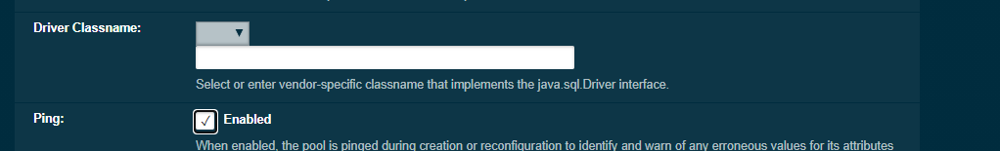 Driver Classname:
Select or enter vendor-specific classname that implements the java.sql.Driver interface.
Ping:
Enabled
When enabled, the pool is pinged during creation or reconfiguration to identify and warn of any erroneous values for its attributes